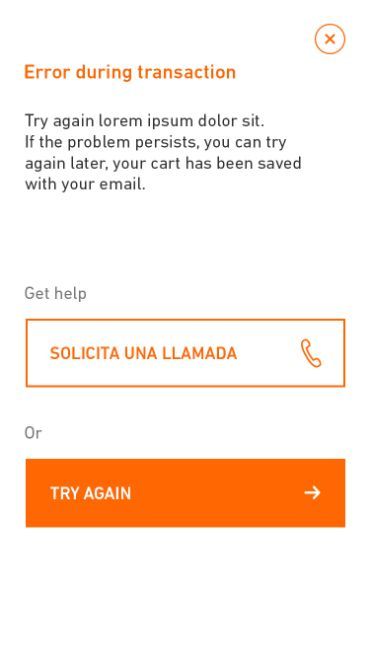 Error during transaction
Try again lorem ipsum dolor sit.
If the problem persists, you can try
again later, your cart has been saved
with your email.
Get help
SOLICITA UNA LLAMADA
Or
TRY AGAIN